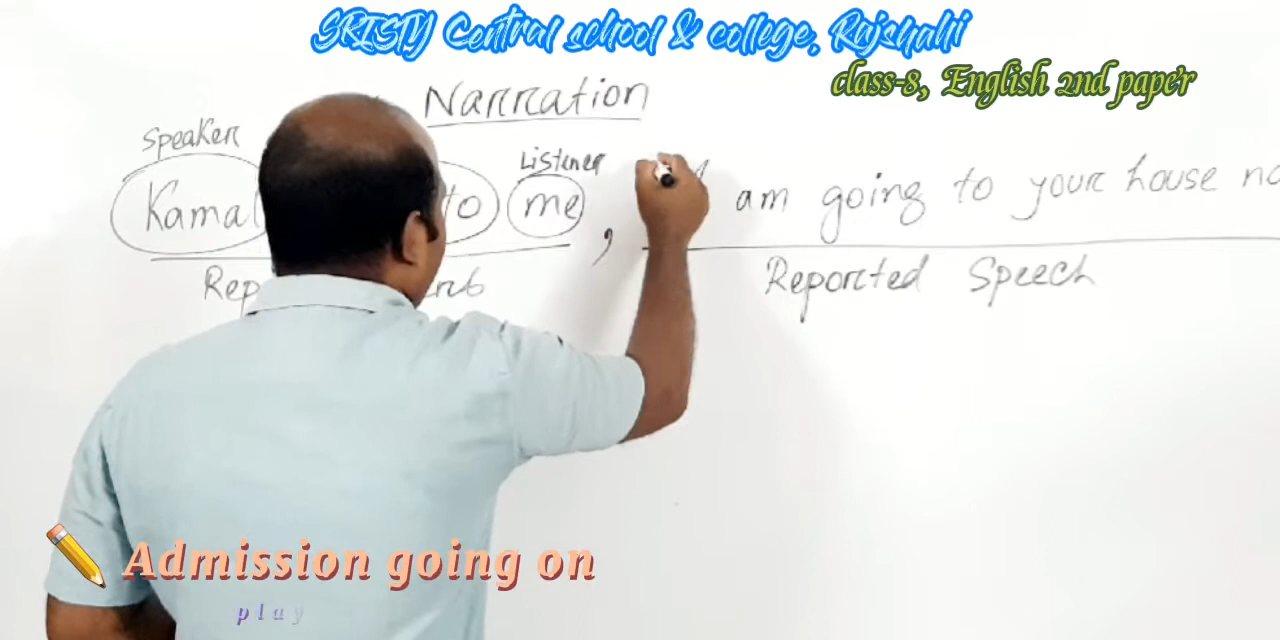 SRISTY Central school & college, Rajshahi
class-8, English 2nd paper
Narration
Speaker Listener
Kamal to me , am going to your house
Reported Speech
Admission going on
play